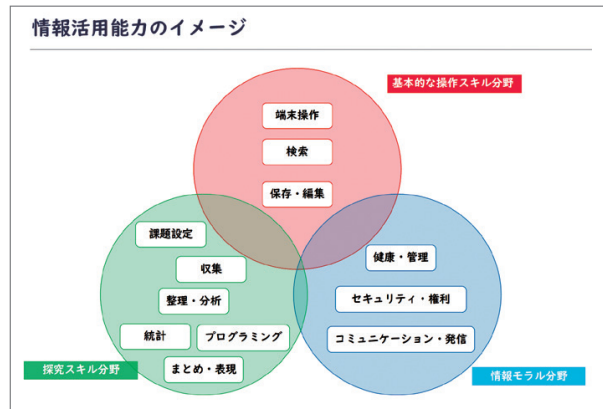 情報活用能力のイメージ
基本的な操作スキル分野
端末操作
検索
保存・編集
課題設定
収集
整理・分析
統計
プログラミング
まとめ・表現
探究スキル分野
健康・管理
セキュリティ・権利
コミュニケーション・発信
情報モラル分野